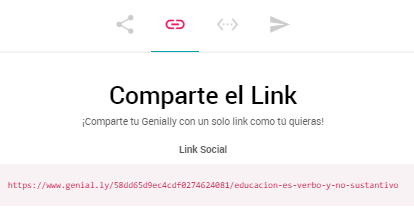 Comparte el Link
¡Comparte tu Genially con un solo link como tú quieras!
Link Social
https://www.genial.ly/58dd65d9ec4cdf0274624081/educacion-es-verbo-y-no-sustantivo